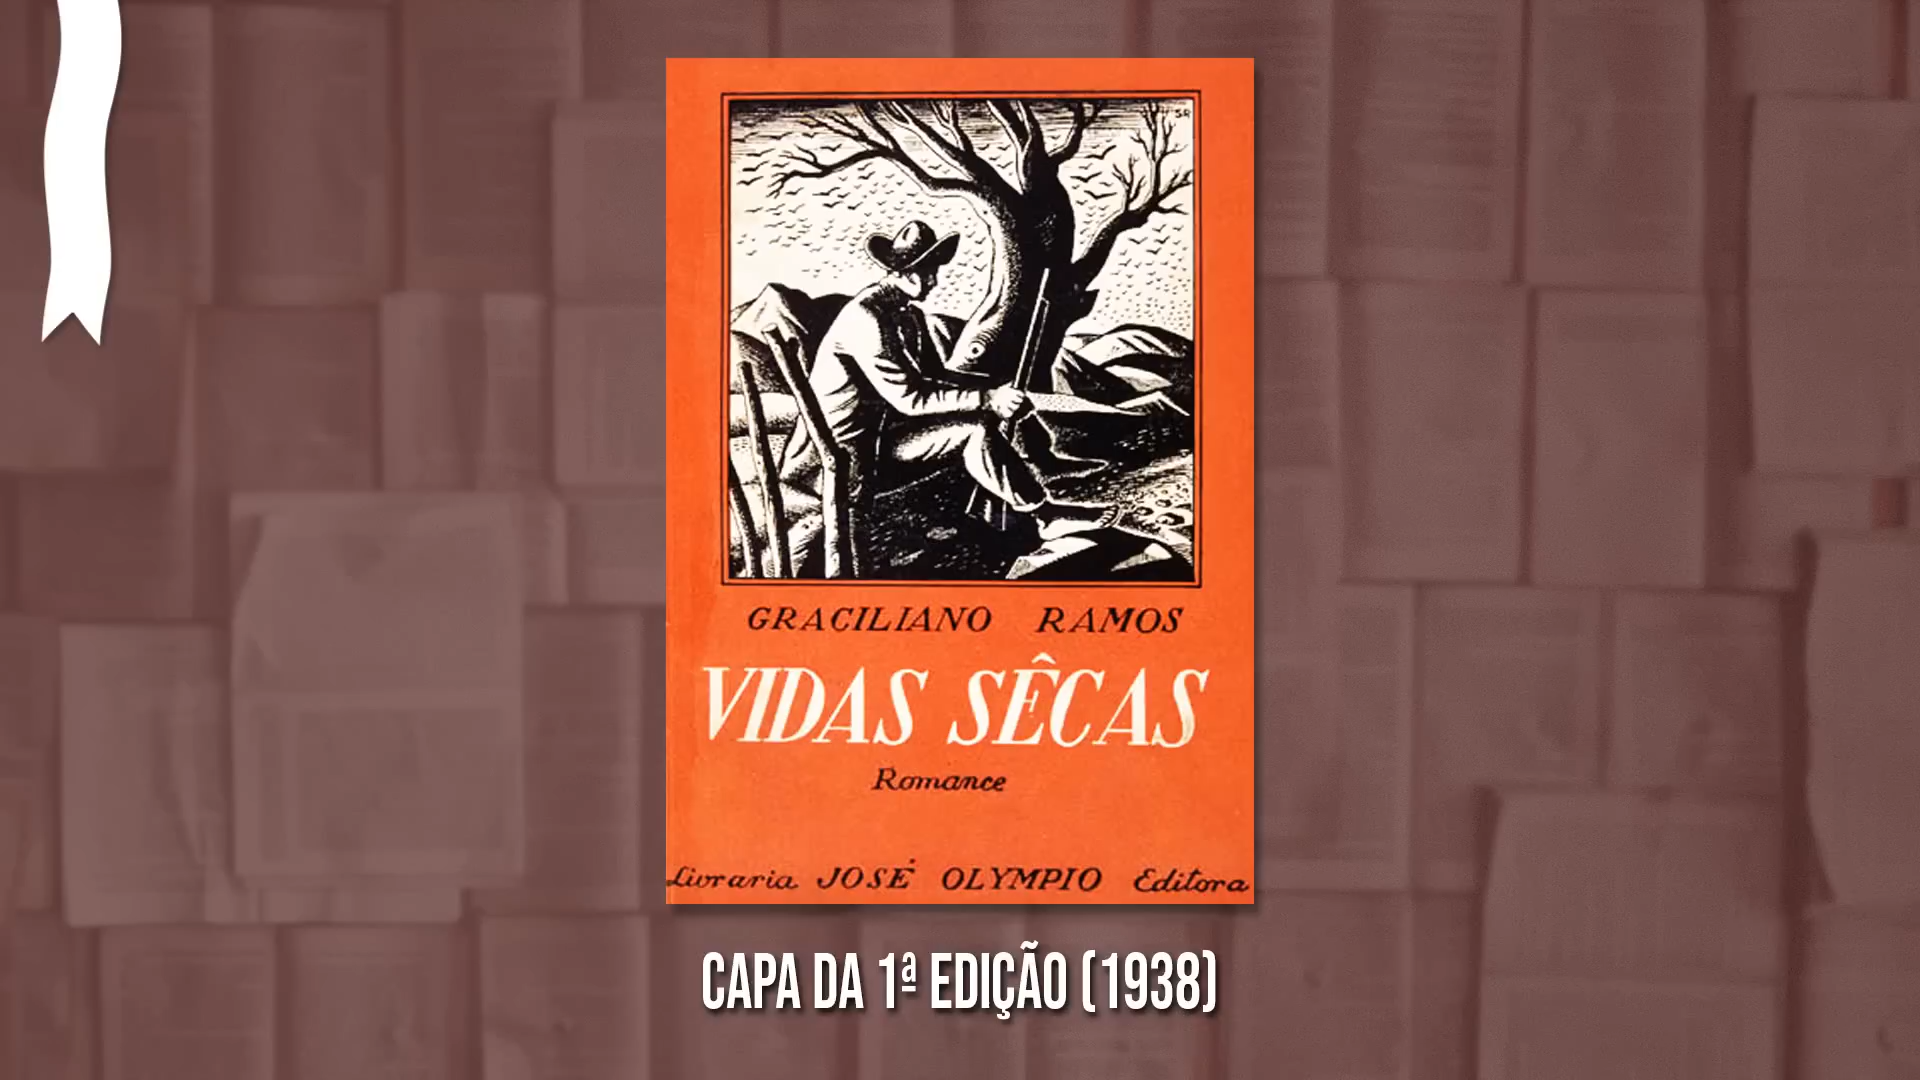 S.R.
GRACILIANO RAMOS
VIDAS SÊCAS
Romance
Livraria JOSÉ OLYMPIO Editora
CAPA DA 1ª EDIÇÃO (1938)